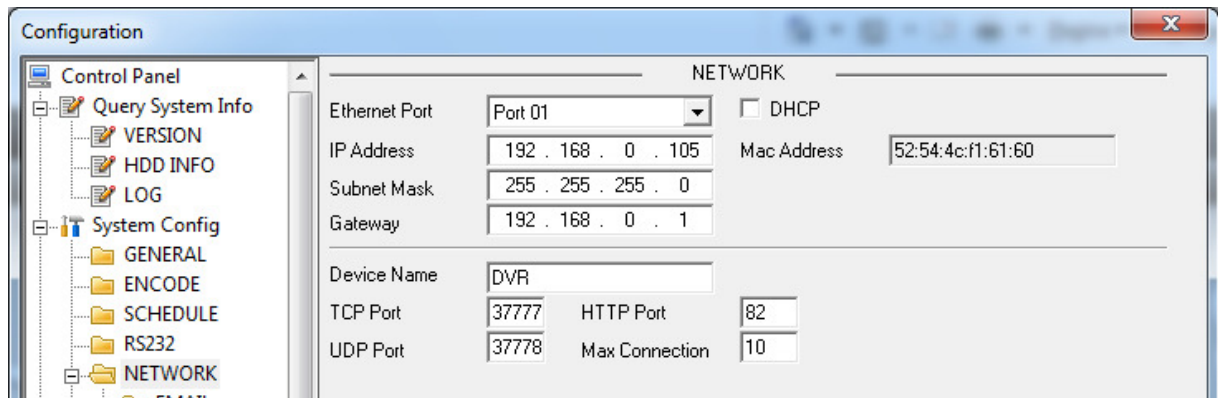 Configuration
Control Panel
Query System Info
VERSION
HDD INFO
LOG
System Config
GENERAL
ENCODE
SCHEDULE
RS232
NETWORK
NETWORK
Ethernet Port Port 01 DHCP
IP Address 192 . 168 . 0 . 105 Mac Address 52:54:4c:f1:61:60
Subnet Mask 255 . 255 . 255 . 0
Gateway 192 . 168 . 0 . 1
Device Name DVR
TCP Port 37777 HTTP Port 82
UDP Port 37778 Max Connection 10